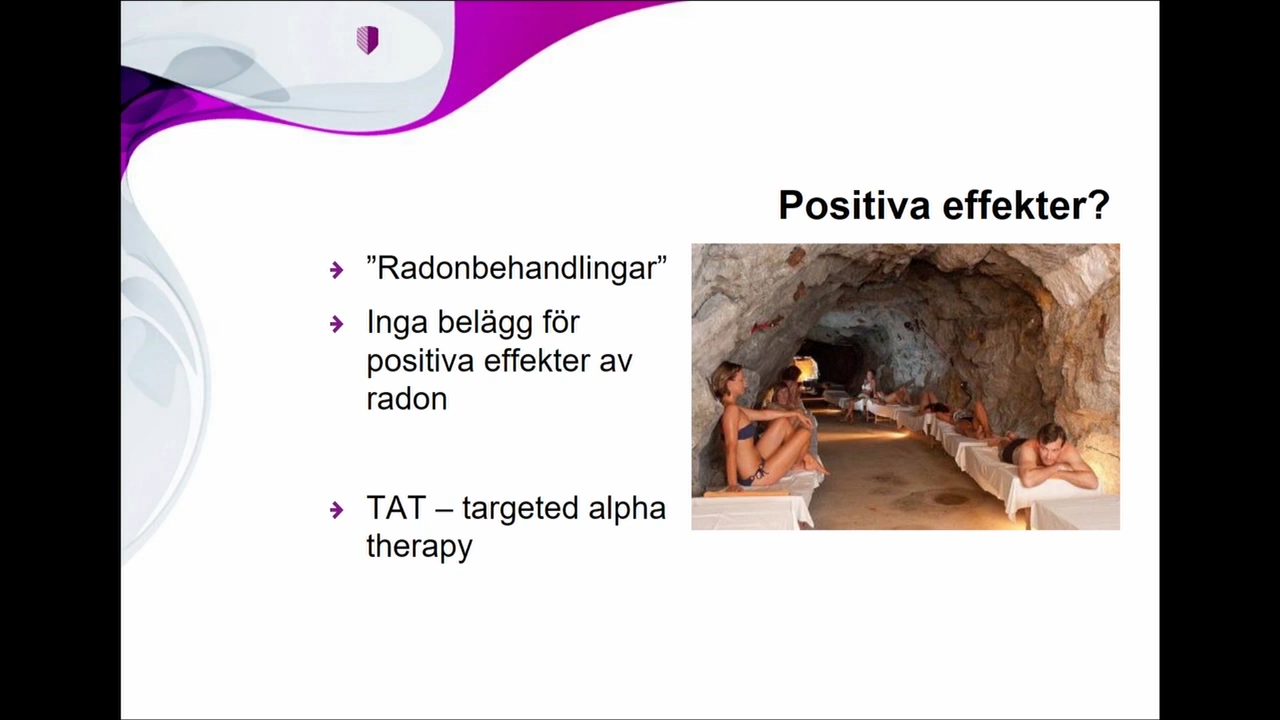 Positiva effekter?
”Radonbehandlingar”
Inga belägg för
positiva effekter av
radon
TAT – targeted alpha
therapy